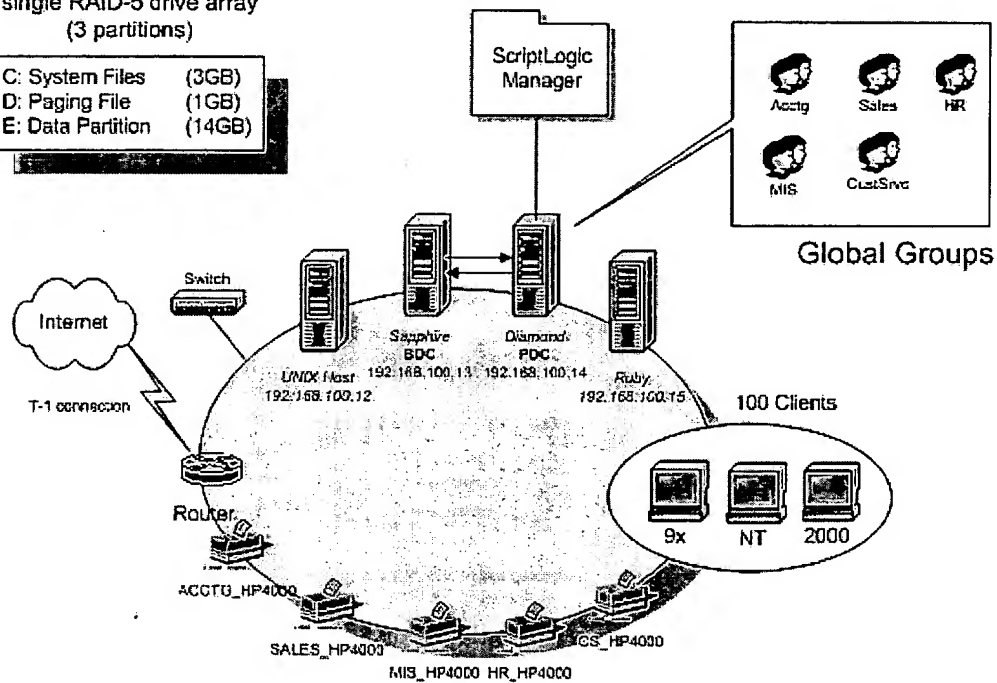 single RAID-5 drive array
(3 partitions)
C: System Files (3GB)
D: Paging File (1GB)
E: Data Partition (14GB)
ScriptLogic
Manager
Acctg Sales HR
MIS CustSrvc
Global Groups
Switch
Internet
T-1 connection
Router
UNIX Host
192.168.100.12
Sapphire
BDC
192.168.100.13
Diamond
PDC
192.168.100.14
Ruby
192.168.100.15
100 Clients
9x NT 2000
ACCTG_HP4000
SALES_HP4000
MIS_HP4000
HR_HP4000
CS_HP4000